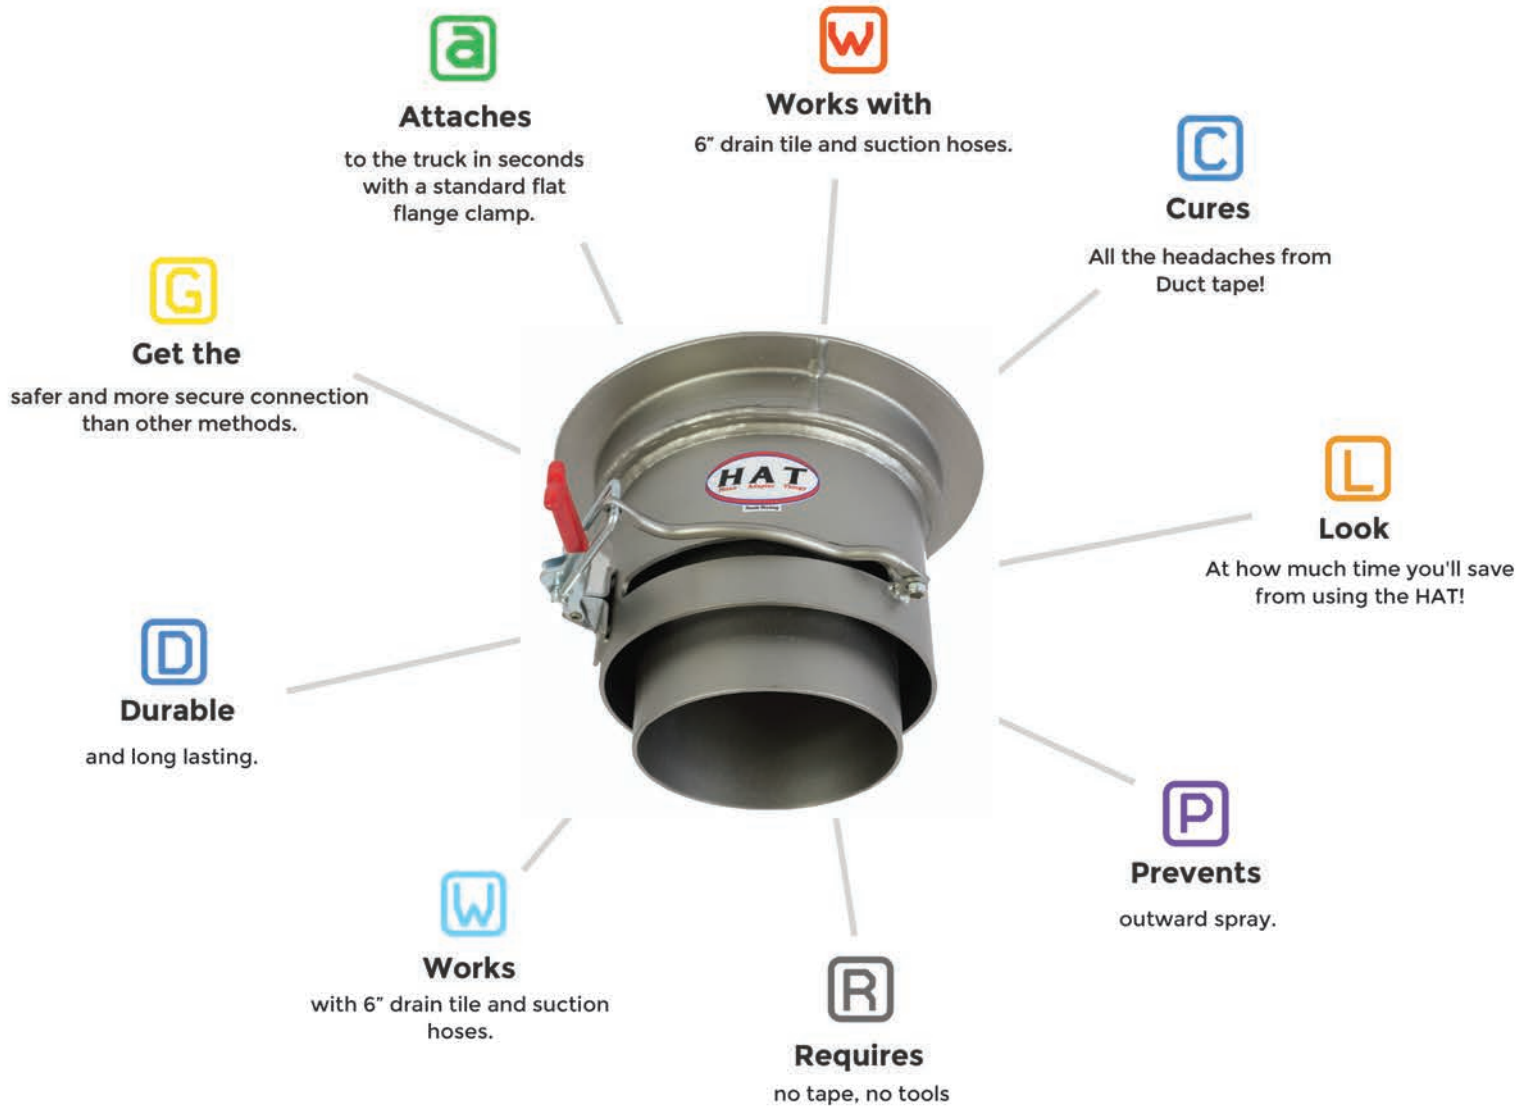 a
Attaches
to the truck in seconds
with a standard flat
flange clamp.
W
Works with
6" drain tile and suction hoses.
C
Cures
All the headaches from
Duct tape!
G
Get the
safer and more secure connection
than other methods.
HAT
Hose Adapter Thingy
L
Look
At how much time you'll save
from using the HAT!
D
Durable
and long lasting.
P
Prevents
outward spray.
W
Works
with 6" drain tile and suction
hoses.
R
Requires
no tape, no tools